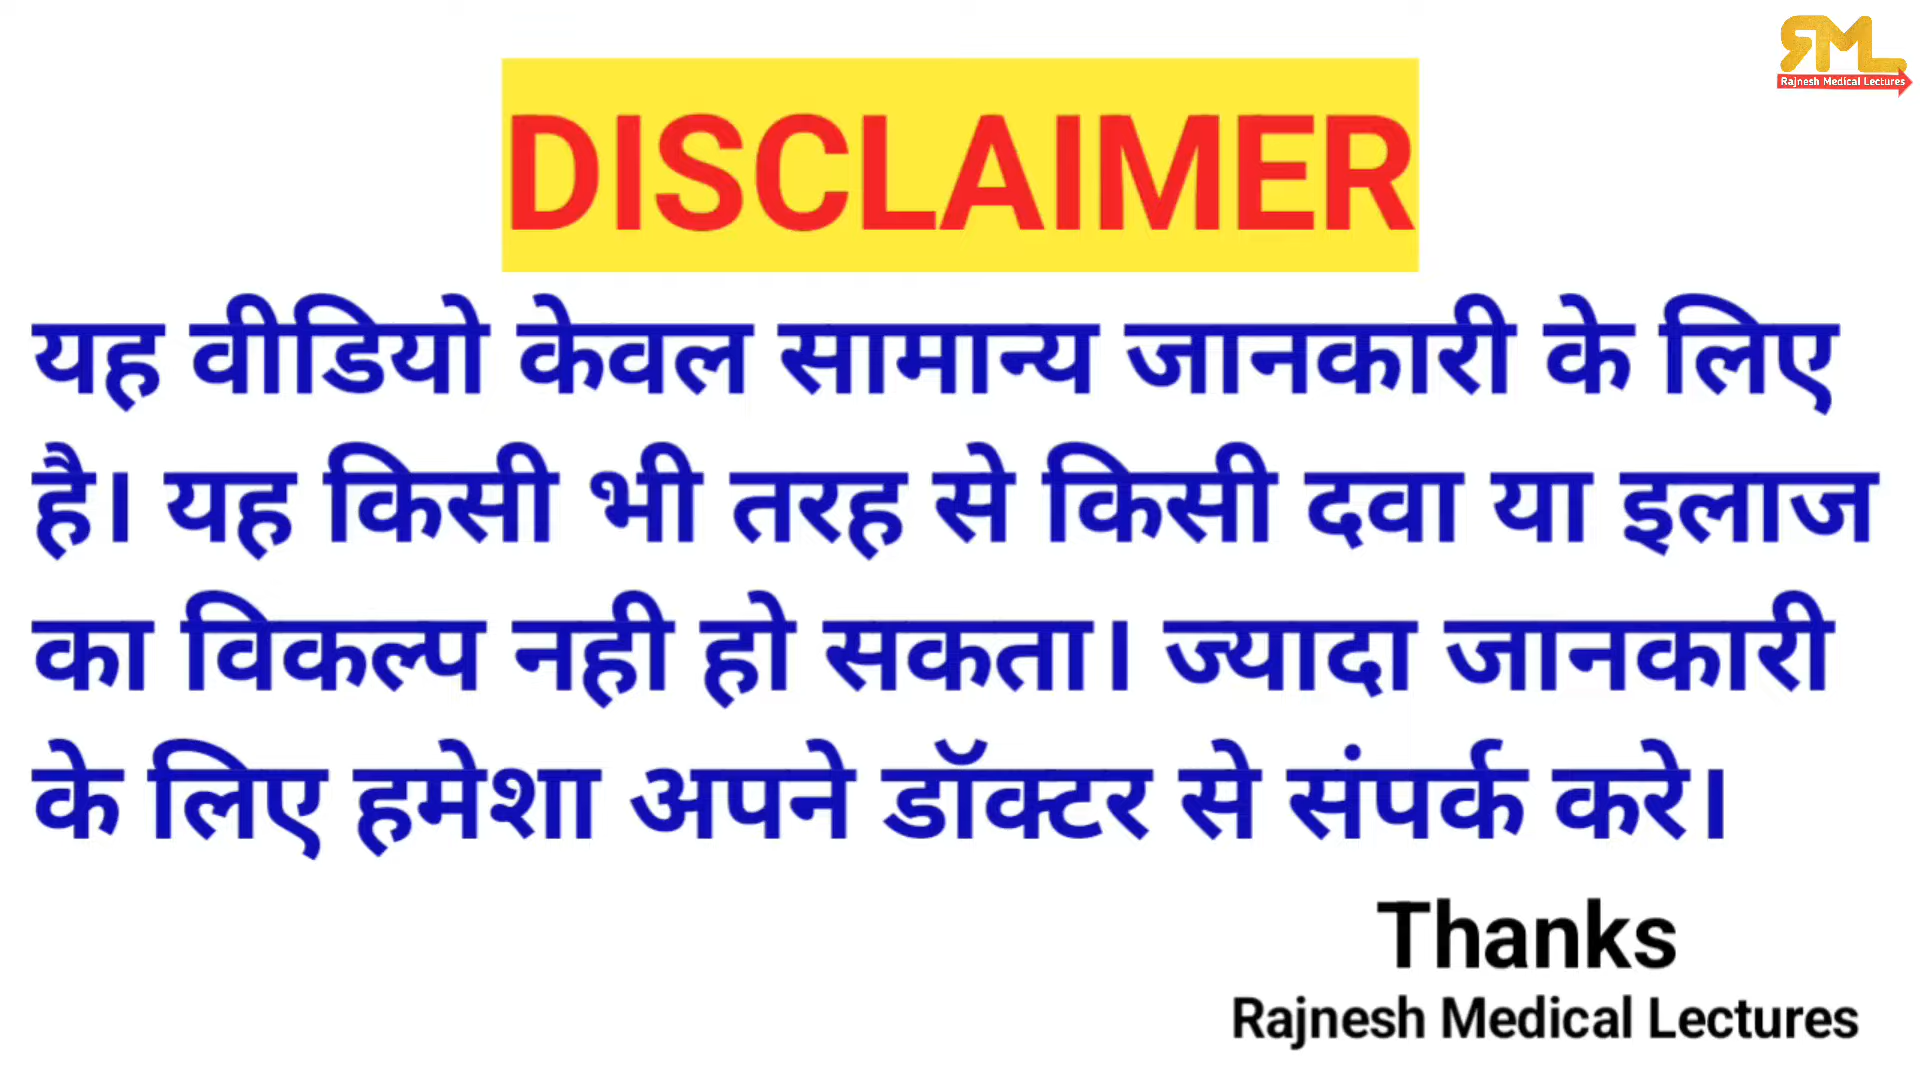 RML
Rajnesh Medical Lectures
DISCLAIMER
यह वीडियो केवल सामान्य जानकारी के लिए
है। यह किसी भी तरह से किसी दवा या इलाज
का विकल्प नही हो सकता। ज्यादा जानकारी
के लिए हमेशा अपने डॉक्टर से संपर्क करे।
Thanks
Rajnesh Medical Lectures